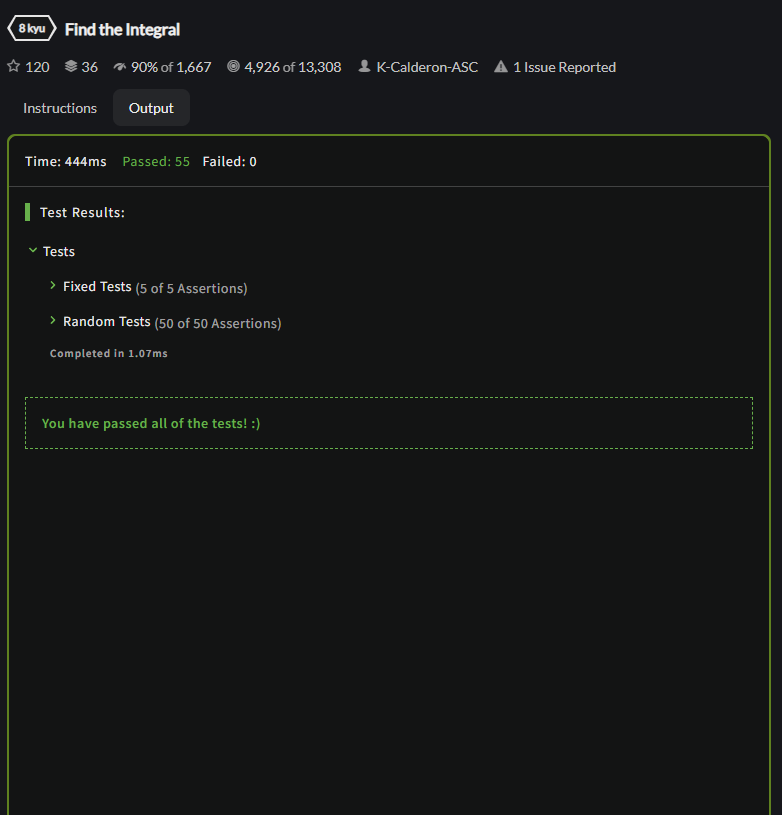 8 kyu Find the Integral
120 36 90% of 1,667 4,926 of 13,308 K-Calderon-ASC 1 Issue Reported
Instructions Output
Time: 444ms Passed: 55 Failed: 0
Test Results:
Tests
Fixed Tests (5 of 5 Assertions)
Random Tests (50 of 50 Assertions)
Completed in 1.07ms
You have passed all of the tests! :)